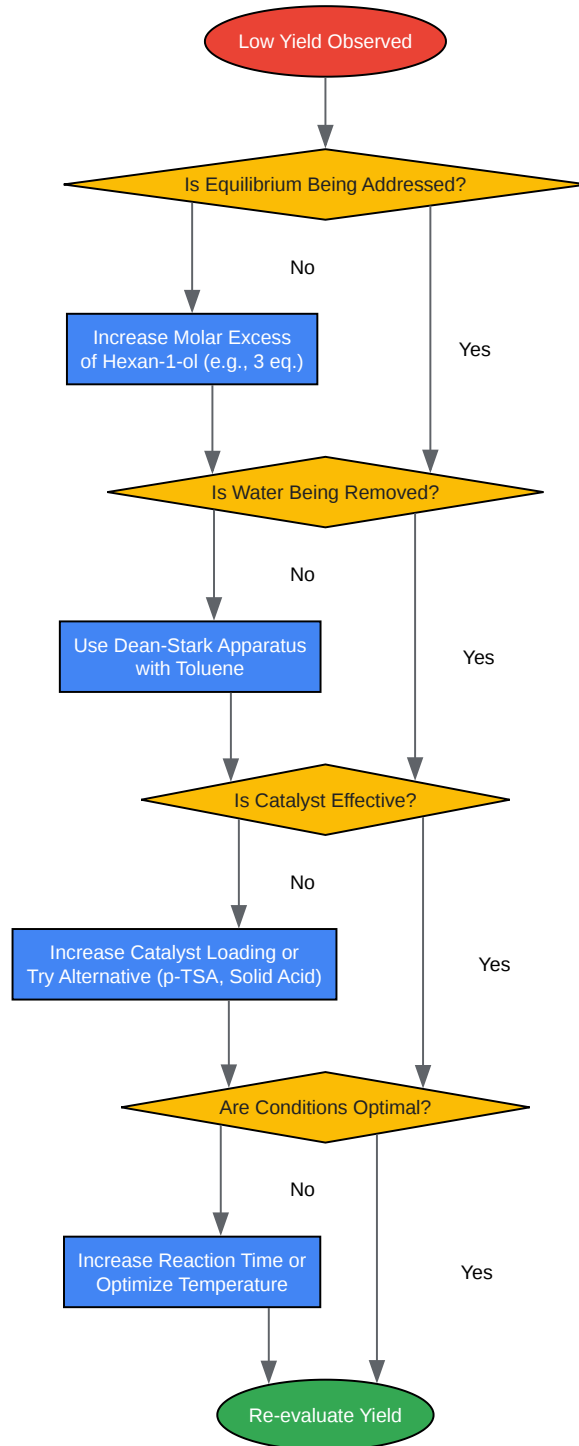 Low Yield Observed
Is Equilibrium Being Addressed?
No
Increase Molar Excess
of Hexan-1-ol (e.g., 3 eq.)
Yes
Is Water Being Removed?
No
Use Dean-Stark Apparatus
with Toluene
Yes
Is Catalyst Effective?
No
Increase Catalyst Loading or
Try Alternative (p-TSA, Solid Acid)
Yes
Are Conditions Optimal?
No
Increase Reaction Time or
Optimize Temperature
Yes
Re-evaluate Yield